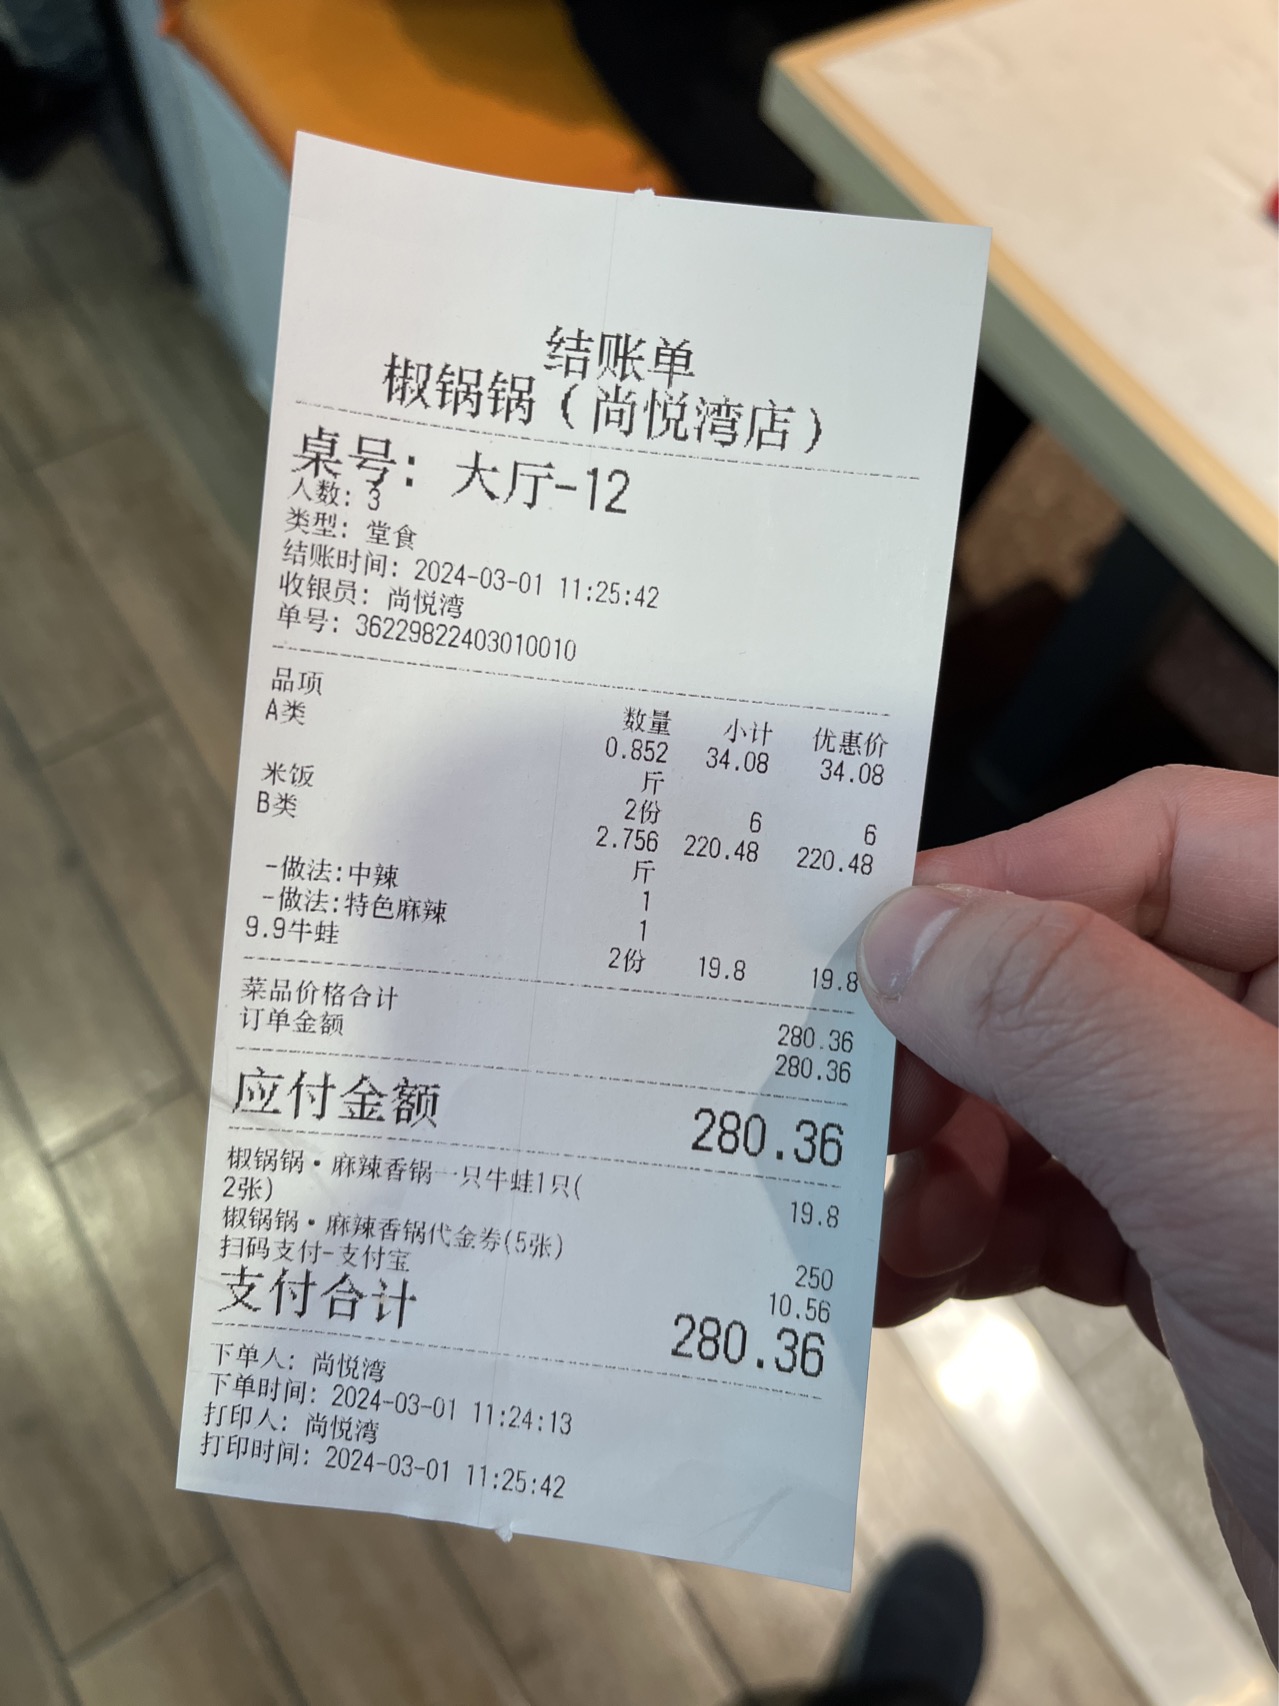 结账单
椒锅锅（尚悦湾店）
桌号: 大厅-12
人数: 3
类型: 堂食
结账时间: 2024-03-01 11:25:42
收银员: 尚悦湾
单号: 36229822403010010
品项 数量 小计 优惠价
A类 0.852 34.08 34.08
斤
米饭 2份 6 6
B类 2.756 220.48 220.48
斤
-做法:中辣 1
-做法:特色麻辣 1
9.9牛蛙 2份 19.8 19.8
菜品价格合计 280.36
订单金额 280.36
应付金额 280.36
椒锅锅·麻辣香锅一只牛蛙1只( 19.8
2张)
椒锅锅·麻辣香锅代金券(5张) 250
扫码支付-支付宝 10.56
支付合计 280.36
下单人: 尚悦湾
下单时间: 2024-03-01 11:24:13
打印人: 尚悦湾
打印时间: 2024-03-01 11:25:42